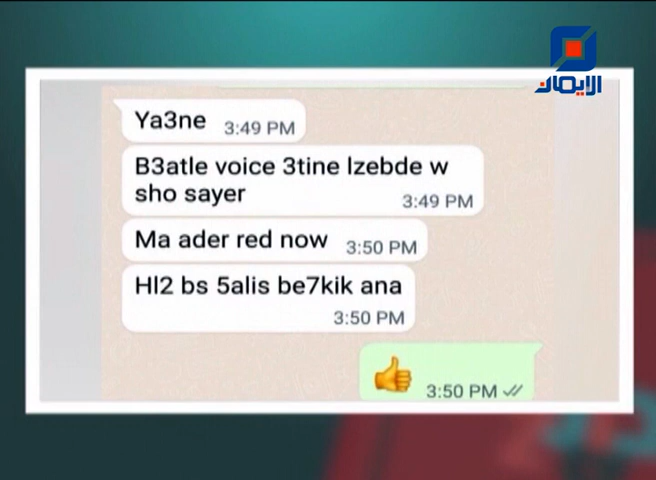 الإيمان
Ya3ne 3:49 PM
B3atle voice 3tine lzebde w
sho sayer 3:49 PM
Ma ader red now 3:50 PM
Hl2 bs 5alis be7kik ana
3:50 PM
👍 3:50 PM